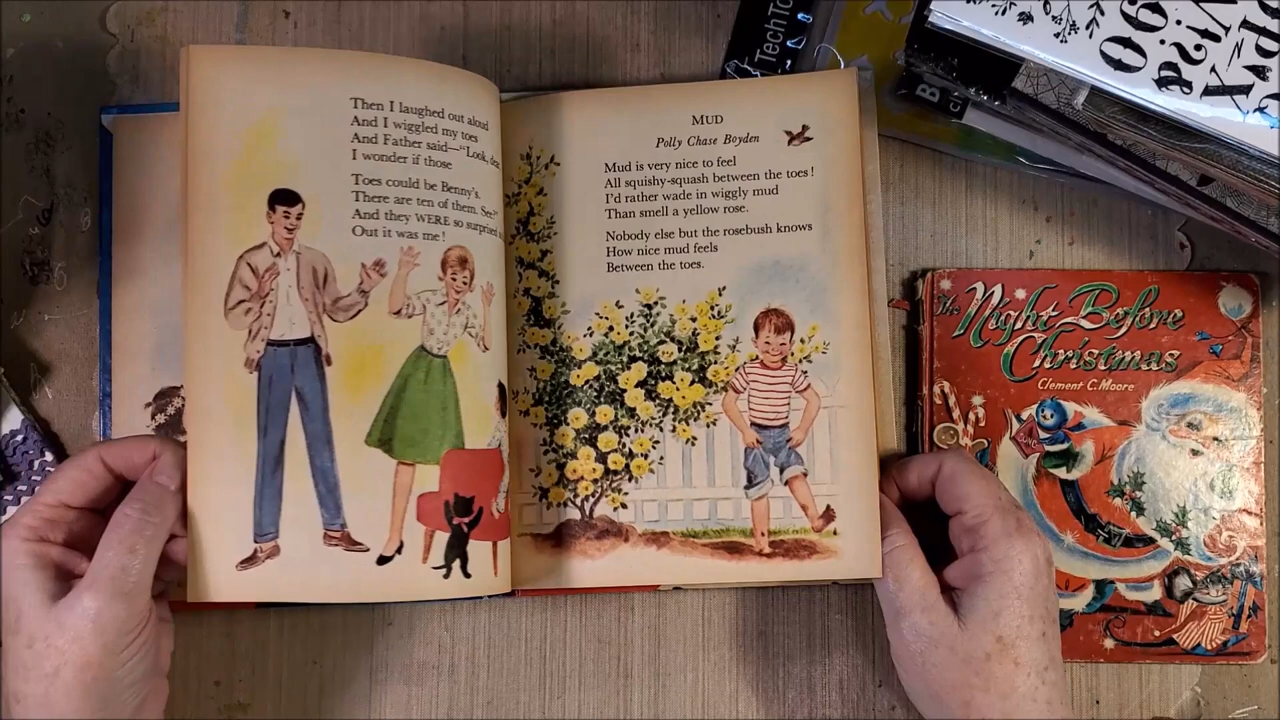 Then I laughed out aloud
And I wiggled my toes
And Father said—"Look, dear
I wonder if those
Toes could be Benny's.
There are ten of them. See?"
And they WERE so surprised
Out it was me!
MUD
Polly Chase Boyden
Mud is very nice to feel
All squishy-squash between the toes!
I'd rather wade in wiggly mud
Than smell a yellow rose.
Nobody else but the rosebush knows
How nice mud feels
Between the toes.
TechTo
B
The Night Before
Christmas
Clement C. Moore